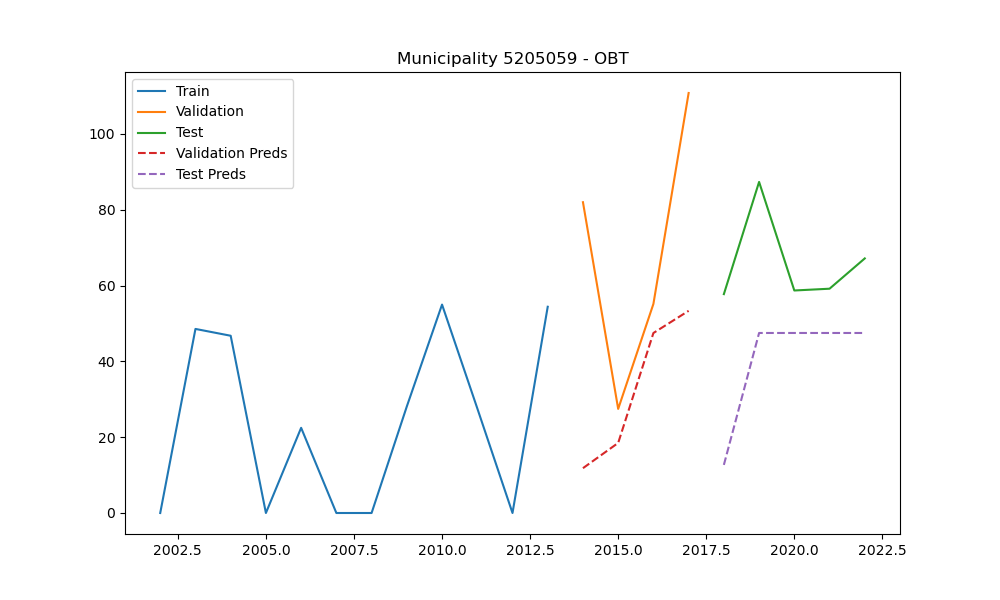 Municipality 5205059 - OBT
Train
Validation
Test
Validation Preds
Test Preds
100
80
60
40
20
0
2002.5 2005.0 2007.5 2010.0 2012.5 2015.0 2017.5 2020.0 2022.5